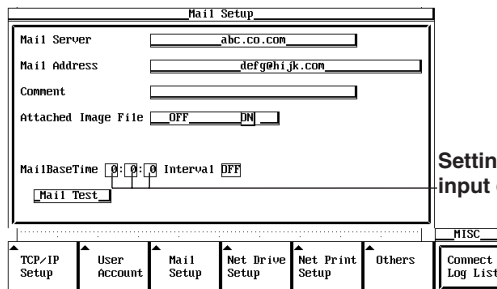 Mail Setup
Mail Server abc.co.com
Mail Address defg@hijk.com
Comment
Attached Image File OFF ON
MailBaseTime 0:0:0 Interval OFF
Mail Test
Settin
input
MISC
TCP/IP Setup
User Account
Mail Setup
Net Drive Setup
Net Print Setup
Others
Connect Log List